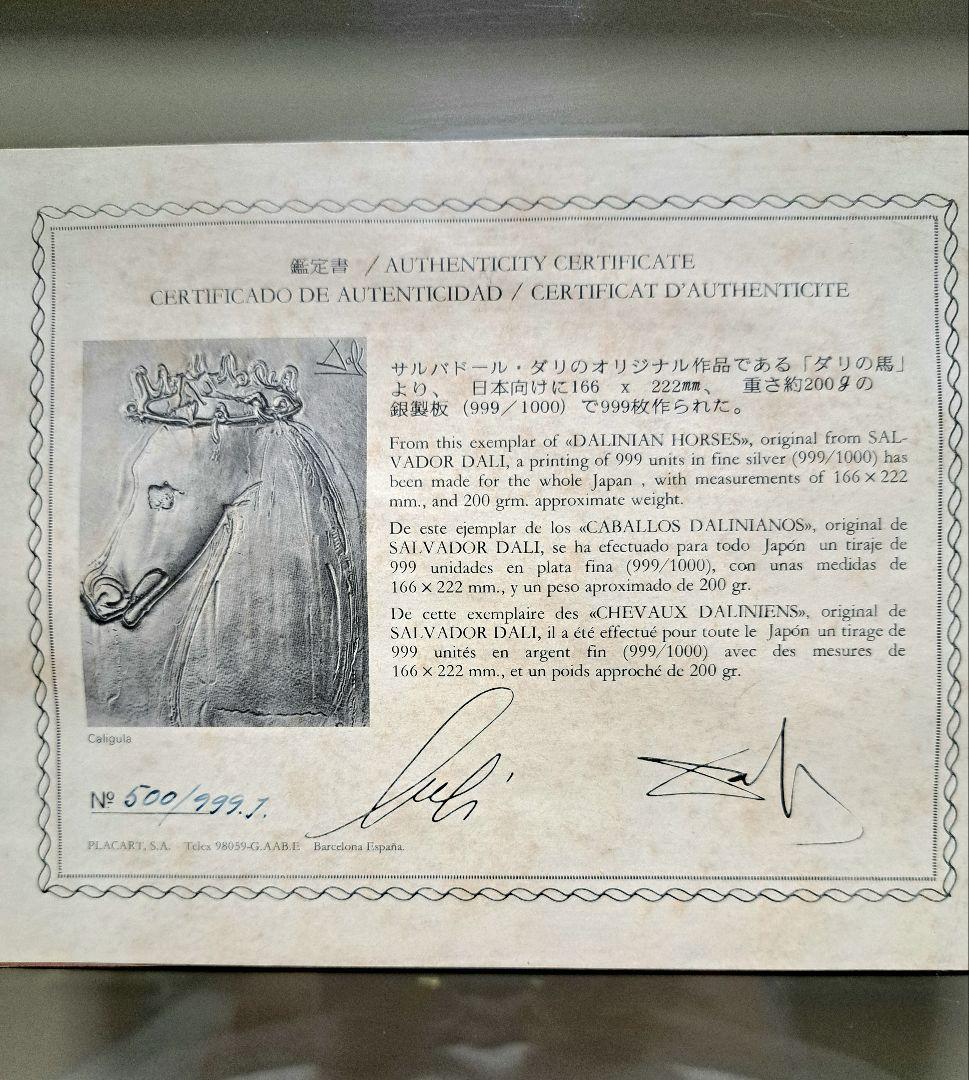 鑑定書 / AUTHENTICITY CERTIFICATE
CERTIFICADO DE AUTENTICIDAD / CERTIFICAT D'AUTHENTICITE
Dalí
サルバドール・ダリのオリジナル作品である「ダリの馬」
より、 日本向けに166 x 222㎜、 重さ約200gの
銀製板 (999/1000) で999枚作られた。
From this exemplar of «DALINIAN HORSES», original from SAL-
VADOR DALI, a printing of 999 units in fine silver (999/1000) has
been made for the whole Japan , with measurements of 166 × 222
mm., and 200 grm. approximate weight.
De este ejemplar de los «CABALLOS DALINIANOS», original de
SALVADOR DALI, se ha efectuado para todo Japón un tiraje de
999 unidades en plata fina (999/1000), con unas medidas de
166 × 222 mm., y un peso aproximado de 200 gr.
De cette exemplaire des «CHEVAUX DALINIENS», original de
SALVADOR DALI, il a été effectué pour toute le Japón un tirage de
999 unités en argent fin (999/1000) avec des mesures de
166 × 222 mm., et un poids approché de 200 gr.
Caligula
Nº 500/999.J.
PLACART, S.A. Telex 98059-G.AAB.E Barcelona España.